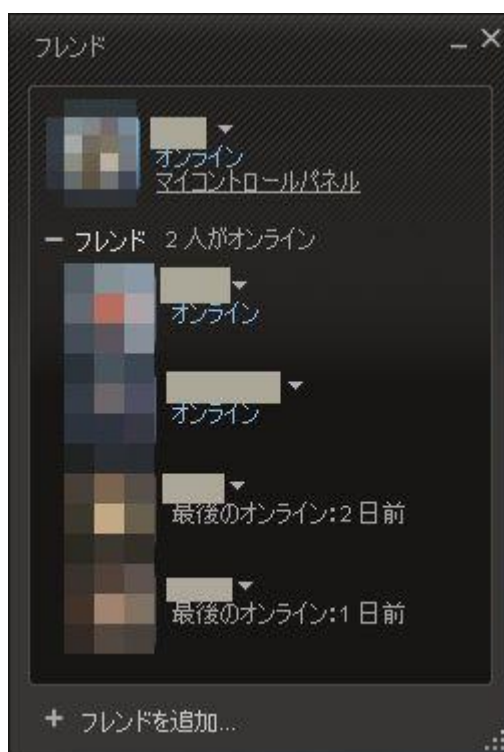 フレンド
オンライン
マイコントロールパネル
フレンド 2 人がオンライン
オンライン
オンライン
最後のオンライン:2 日前
最後のオンライン:1 日前
+ フレンドを追加...